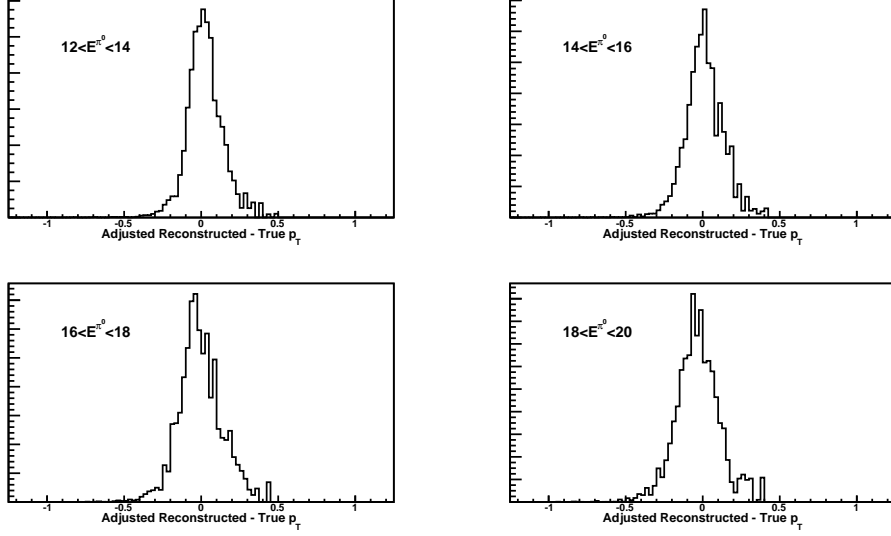 12<E^π⁰<14
-1 -0.5 0 0.5 1
Adjusted Reconstructed - True p_T
14<E^π⁰<16
-1 -0.5 0 0.5 1
Adjusted Reconstructed - True p_T
16<E^π⁰<18
-1 -0.5 0 0.5 1
Adjusted Reconstructed - True p_T
18<E^π⁰<20
-1 -0.5 0 0.5 1
Adjusted Reconstructed - True p_T